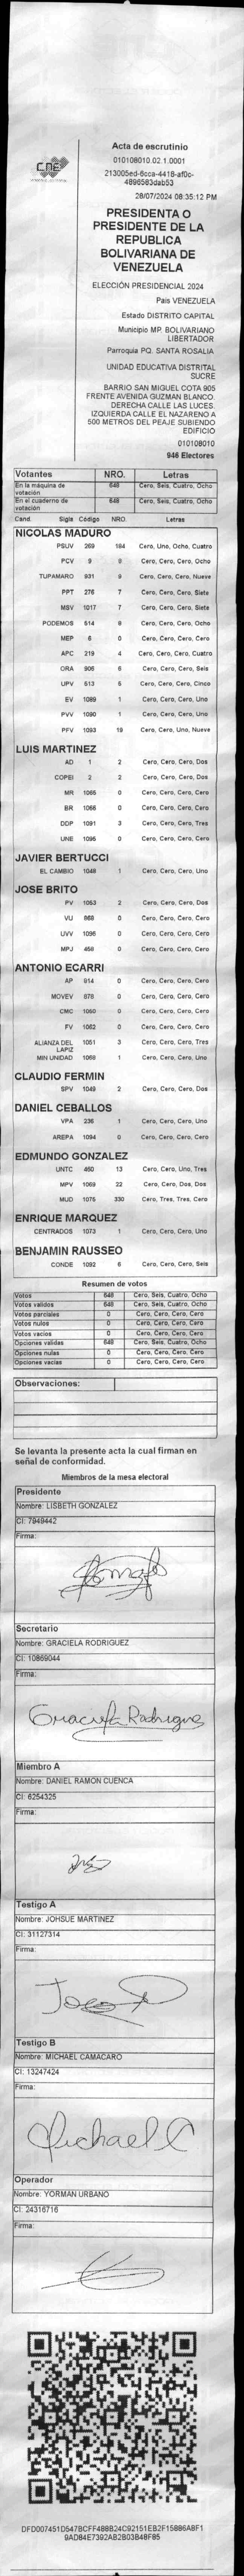 CNE
Acta de escrutinio
010108010.02.1.0001
213005ed-6cca-4418-af0c-
4896583dab53
28/07/2024 08:35:12 PM
PRESIDENTA O
PRESIDENTE DE LA
REPUBLICA
BOLIVARIANA DE
VENEZUELA
ELECCIÓN PRESIDENCIAL 2024
Pais VENEZUELA
Estado DISTRITO CAPITAL
Municipio MP. BOLIVARIANO
LIBERTADOR
Parroquia PQ. SANTA ROSALIA
UNIDAD EDUCATIVA DISTRITAL
SUCRE
BARRIO SAN MIGUEL COTA 905
FRENTE AVENIDA GUZMAN BLANCO.
DERECHA CALLE LAS LUCES.
IZQUIERDA CALLE EL NAZARENO A
500 METROS DEL PEAJE SUBIENDO
EDIFICIO
010108010
946 Electores
Votantes NRO. Letras
En la máquina de votación 648 Cero, Seis, Cuatro, Ocho
En el cuaderno de votación 648 Cero, Seis, Cuatro, Ocho
Cand. Sigla Código NRO. Letras
NICOLAS MADURO
PSUV 269 184 Cero, Uno, Ocho, Cuatro
PCV 9 8 Cero, Cero, Cero, Ocho
TUPAMARO 931 9 Cero, Cero, Cero, Nueve
PPT 276 7 Cero, Cero, Cero, Siete
MSV 1017 7 Cero, Cero, Cero, Siete
PODEMOS 514 8 Cero, Cero, Cero, Ocho
MEP 6 0 Cero, Cero, Cero, Cero
APC 219 4 Cero, Cero, Cero, Cuatro
ORA 906 6 Cero, Cero, Cero, Seis
UPV 513 5 Cero, Cero, Cero, Cinco
EV 1089 1 Cero, Cero, Cero, Uno
PVV 1090 1 Cero, Cero, Cero, Uno
PFV 1093 19 Cero, Cero, Uno, Nueve
LUIS MARTINEZ
AD 1 2 Cero, Cero, Cero, Dos
COPEI 2 2 Cero, Cero, Cero, Dos
MR 1065 0 Cero, Cero, Cero, Cero
BR 1066 0 Cero, Cero, Cero, Cero
DDP 1091 3 Cero, Cero, Cero, Tres
UNE 1095 0 Cero, Cero, Cero, Cero
JAVIER BERTUCCI
EL CAMBIO 1048 1 Cero, Cero, Cero, Uno
JOSE BRITO
PV 1053 2 Cero, Cero, Cero, Dos
VU 868 0 Cero, Cero, Cero, Cero
UVV 1096 0 Cero, Cero, Cero, Cero
MPJ 458 0 Cero, Cero, Cero, Cero
ANTONIO ECARRI
AP 914 0 Cero, Cero, Cero, Cero
MOVEV 878 0 Cero, Cero, Cero, Cero
CMC 1050 0 Cero, Cero, Cero, Cero
FV 1062 0 Cero, Cero, Cero, Cero
ALIANZA DEL LAPIZ 1051 3 Cero, Cero, Cero, Tres
MIN UNIDAD 1068 1 Cero, Cero, Cero, Uno
CLAUDIO FERMIN
SPV 1049 2 Cero, Cero, Cero, Dos
DANIEL CEBALLOS
VPA 236 1 Cero, Cero, Cero, Uno
AREPA 1094 0 Cero, Cero, Cero, Cero
EDMUNDO GONZALEZ
UNTC 460 13 Cero, Cero, Uno, Tres
MPV 1069 22 Cero, Cero, Dos, Dos
MUD 1075 330 Cero, Tres, Tres, Cero
ENRIQUE MARQUEZ
CENTRADOS 1073 1 Cero, Cero, Cero, Uno
BENJAMIN RAUSSEO
CONDE 1092 6 Cero, Cero, Cero, Seis
Resumen de votos
Votos 648 Cero, Seis, Cuatro, Ocho
Votos validos 648 Cero, Seis, Cuatro, Ocho
Votos parciales 0 Cero, Cero, Cero, Cero
Votos nulos 0 Cero, Cero, Cero, Cero
Votos vacios 0 Cero, Cero, Cero, Cero
Opciones validas 648 Cero, Seis, Cuatro, Ocho
Opciones nulas 0 Cero, Cero, Cero, Cero
Opciones vacias 0 Cero, Cero, Cero, Cero
Observaciones:
Se levanta la presente acta la cual firman en
señal de conformidad.
Miembros de la mesa electoral
Presidente
Nombre: LISBETH GONZALEZ
CI: 7949442
Firma:
Secretario
Nombre: GRACIELA RODRIGUEZ
CI: 10869044
Firma:
Graciela Rodrigue
Miembro A
Nombre: DANIEL RAMON CUENCA
CI: 6254325
Firma:
Testigo A
Nombre: JOHSUE MARTINEZ
CI: 31127314
Firma:
Testigo B
Nombre: MICHAEL CAMACARO
CI: 13247424
Firma:
Michael C
Operador
Nombre: YORMAN URBANO
CI: 24316716
Firma:
DFD007451D547BCFF488B24C92151EB2F15886ABF1
9AD84E7392AB2B03B48F85